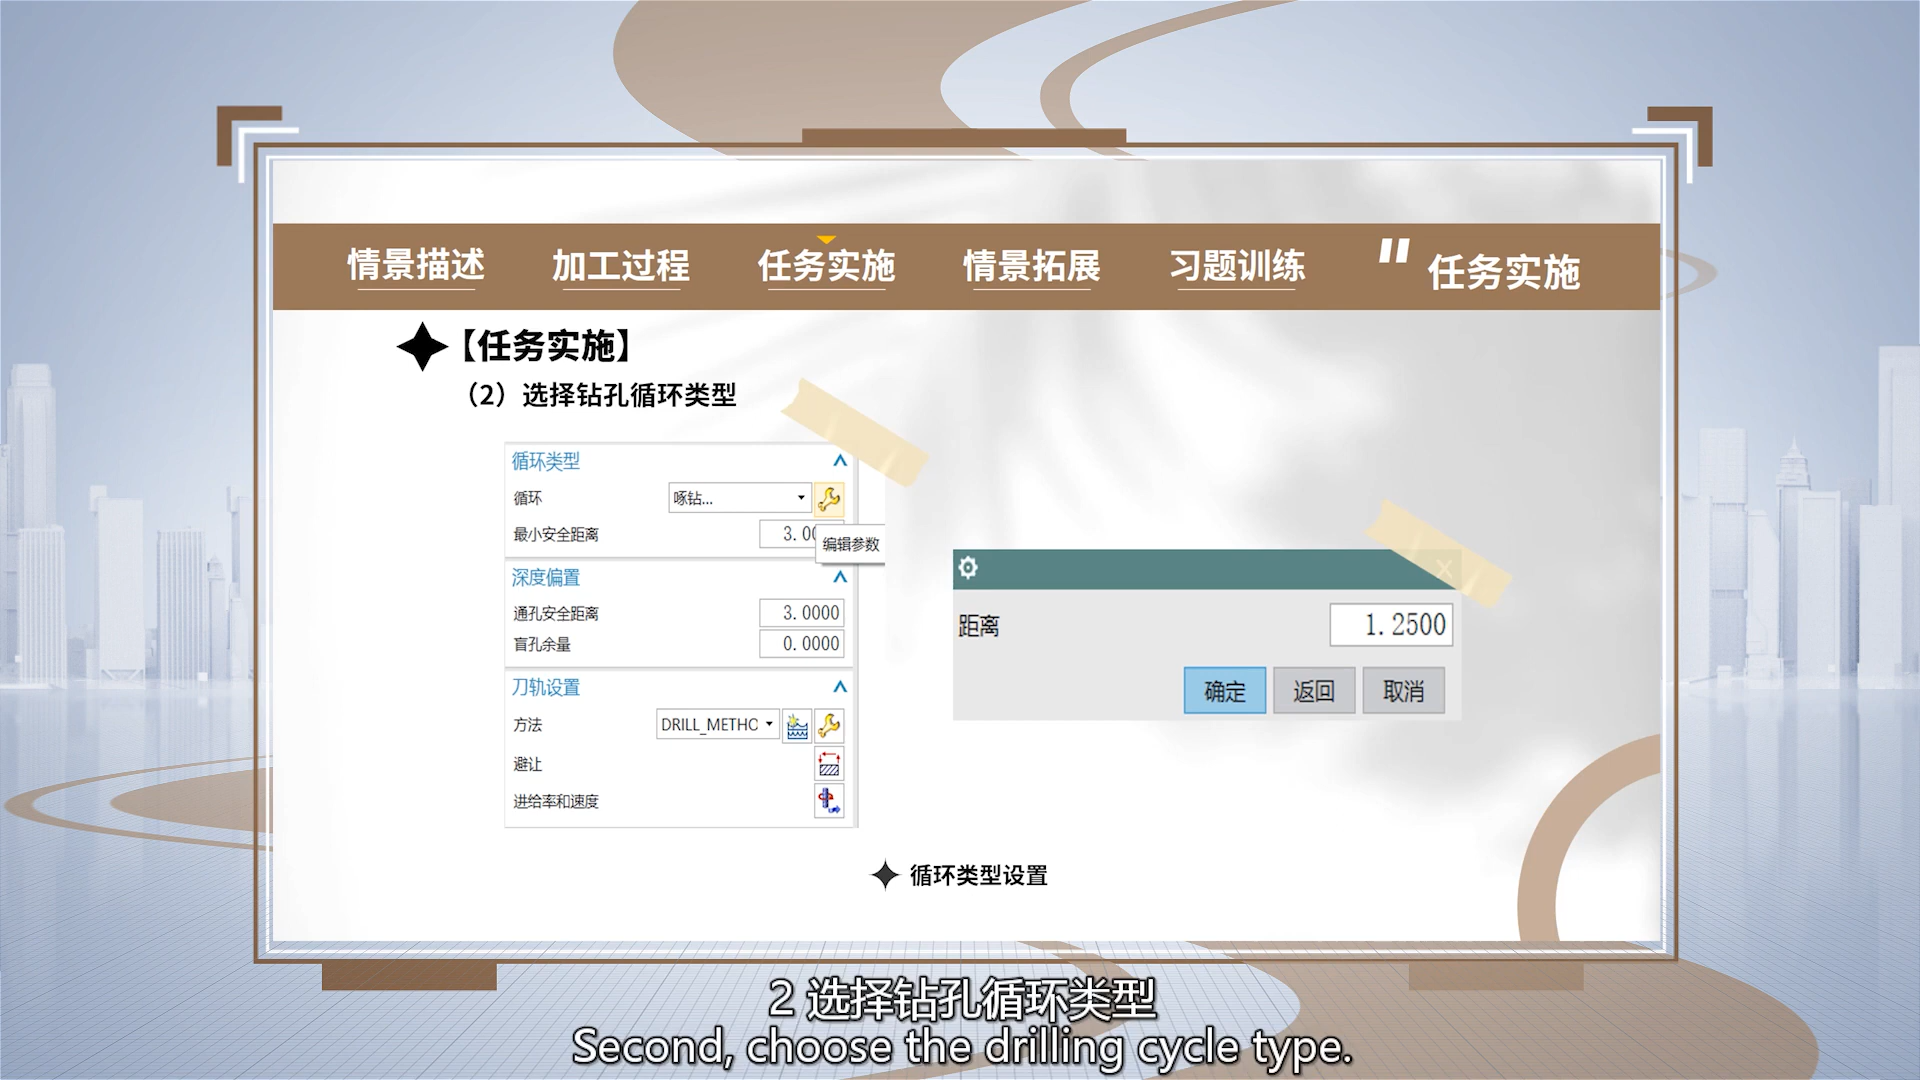 情景描述
加工过程
任务实施
情景拓展
习题训练
" 任务实施
【任务实施】
（2）选择钻孔循环类型
循环类型
循环 啄钻...
最小安全距离 3.00
编辑参数
深度偏置
通孔安全距离 3.0000
盲孔余量 0.0000
刀轨设置
方法 DRILL_METHC
避让
进给率和速度
距离 1.2500
确定 返回 取消
循环类型设置
2 选择钻孔循环类型
Second, choose the drilling cycle type.